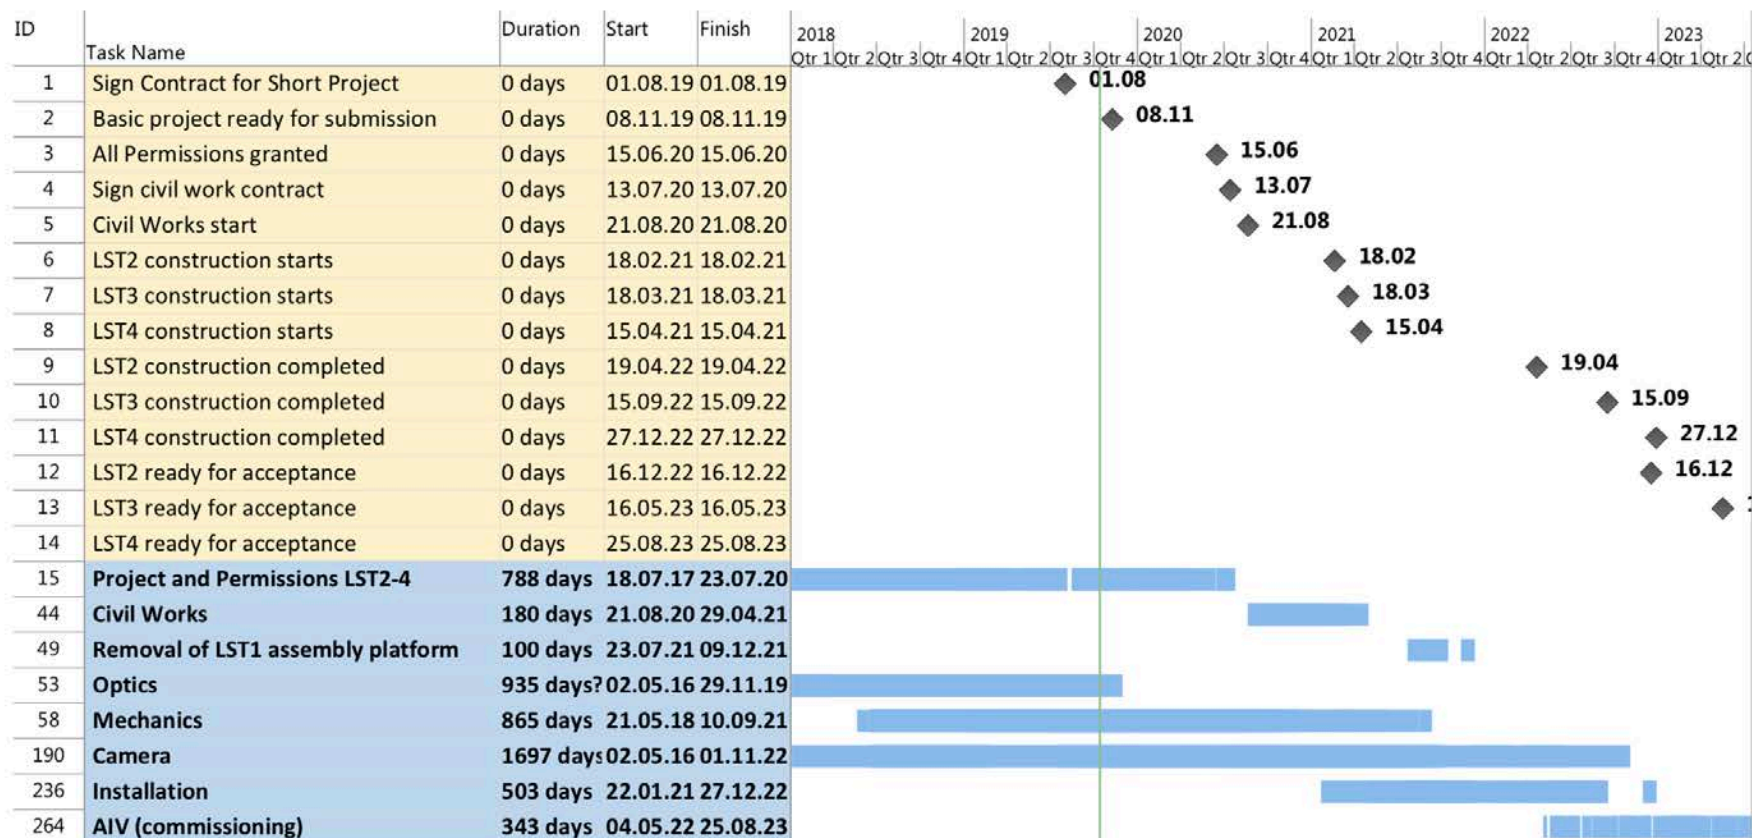 ID Task Name Duration Start Finish
2018 2019 2020 2021 2022 2023
Qtr 1 Qtr 2 Qtr 3 Qtr 4 Qtr 1 Qtr 2 Qtr 3 Qtr 4 Qtr 1 Qtr 2 Qtr 3 Qtr 4 Qtr 1 Qtr 2 Qtr 3 Qtr 4 Qtr 1 Qtr 2 Qtr 3 Qtr 4 Qtr 1 Qtr 2
1 Sign Contract for Short Project 0 days 01.08.19 01.08.19 01.08
2 Basic project ready for submission 0 days 08.11.19 08.11.19 08.11
3 All Permissions granted 0 days 15.06.20 15.06.20 15.06
4 Sign civil work contract 0 days 13.07.20 13.07.20 13.07
5 Civil Works start 0 days 21.08.20 21.08.20 21.08
6 LST2 construction starts 0 days 18.02.21 18.02.21 18.02
7 LST3 construction starts 0 days 18.03.21 18.03.21 18.03
8 LST4 construction starts 0 days 15.04.21 15.04.21 15.04
9 LST2 construction completed 0 days 19.04.22 19.04.22 19.04
10 LST3 construction completed 0 days 15.09.22 15.09.22 15.09
11 LST4 construction completed 0 days 27.12.22 27.12.22 27.12
12 LST2 ready for acceptance 0 days 16.12.22 16.12.22 16.12
13 LST3 ready for acceptance 0 days 16.05.23 16.05.23
14 LST4 ready for acceptance 0 days 25.08.23 25.08.23
15 Project and Permissions LST2-4 788 days 18.07.17 23.07.20
44 Civil Works 180 days 21.08.20 29.04.21
49 Removal of LST1 assembly platform 100 days 23.07.21 09.12.21
53 Optics 935 days? 02.05.16 29.11.19
58 Mechanics 865 days 21.05.18 10.09.21
190 Camera 1697 days 02.05.16 01.11.22
236 Installation 503 days 22.01.21 27.12.22
264 AIV (commissioning) 343 days 04.05.22 25.08.23